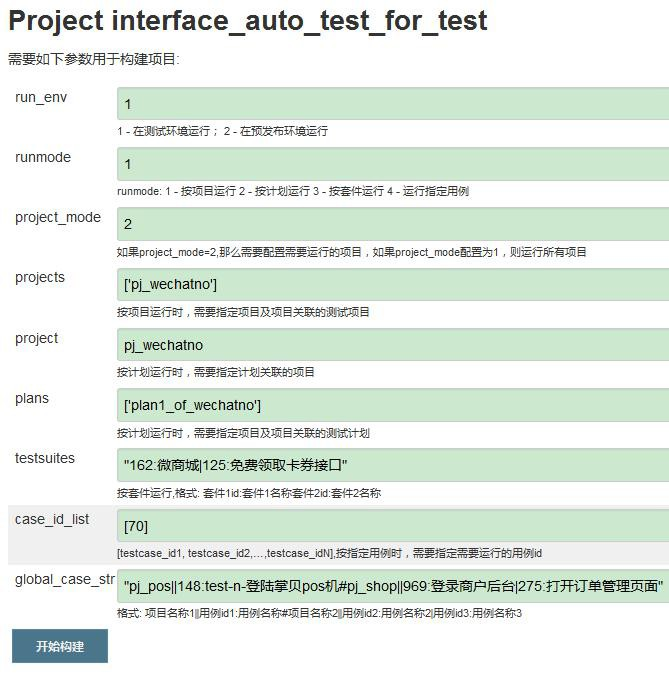 Project interface_auto_test_for_test
需要如下参数用于构建项目:
run_env
1
1 - 在测试环境运行； 2 - 在预发布环境运行
runmode
1
runmode: 1 - 按项目运行 2 - 按计划运行 3 - 按套件运行 4 - 运行指定用例
project_mode
2
如果project_mode=2,那么需要配置需要运行的项目，如果project_mode配置为1，则运行所有项目
projects
['pj_wechatno']
按项目运行时，需要指定项目及项目关联的测试项目
project
pj_wechatno
按计划运行时，需要指定计划关联的项目
plans
['plan1_of_wechatno']
按计划运行时，需要指定项目及项目关联的测试计划
testsuites
"162:微商城|125:免费领取卡券接口"
按套件运行,格式: 套件1id:套件1名称套件2id:套件2名称
case_id_list
[70]
[testcase_id1, testcase_id2,...,testcase_idN],按指定用例时，需要指定需要运行的用例id
global_case_str
"pj_pos||148:test-n-登陆掌贝pos机#pj_shop||969:登录商户后台|275:打开订单管理页面"
格式: 项目名称1||用例id1:用例名称#项目名称2||用例id2:用例名称2|用例id3:用例名称3
开始构建